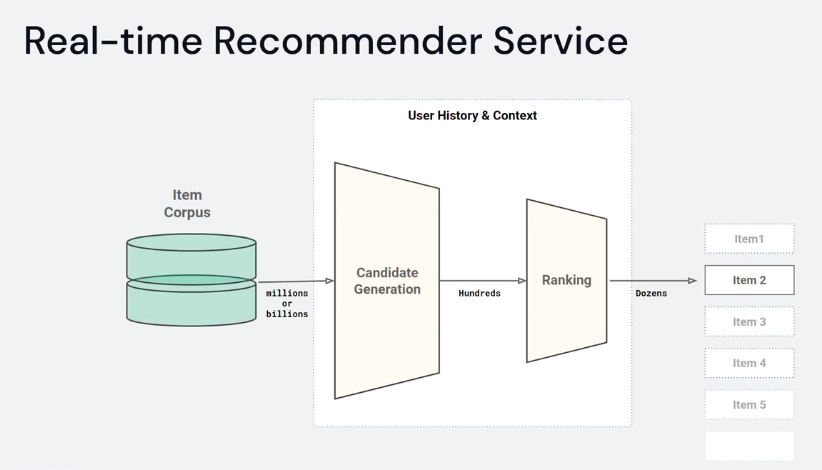 Real-time Recommender Service
User History & Context
Item
Corpus
millions
or
billions
Candidate
Generation
Hundreds
Ranking
Dozens
Item1
Item 2
Item 3
Item 4
Item 5